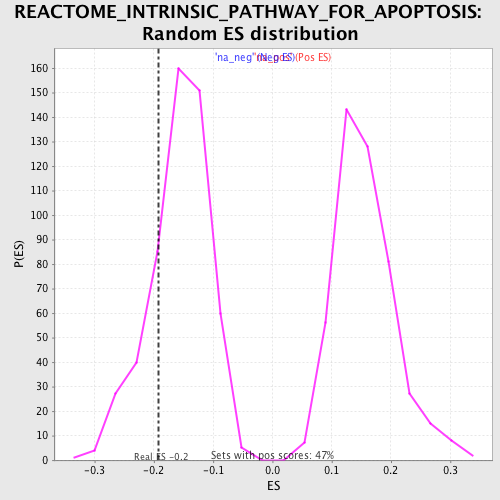 REACTOME_INTRINSIC_PATHWAY_FOR_APOPTOSIS:
Random ES distribution
'na_neg' (Neg ES) (Pos ES)
160
150
140
130
120
110
100
90
80
70
60
50
40
30
20
10
0
P(ES)
Real ES -0.2
Sets with pos scores: 47%
-0.3 -0.2 -0.1 0.0 0.1 0.2 0.3
ES